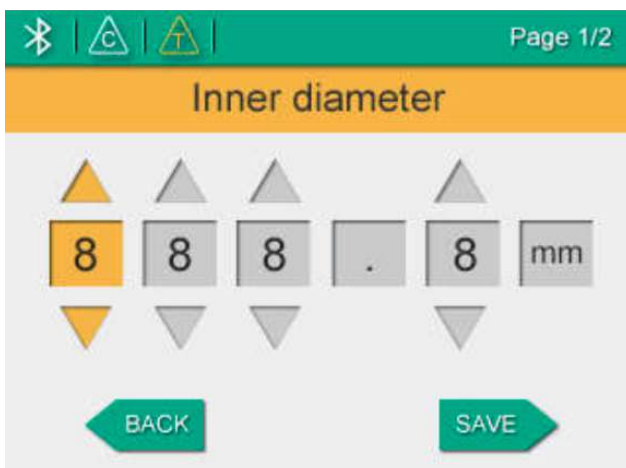 C T Page 1/2
Inner diameter
8 8 8 . 8 mm
BACK SAVE